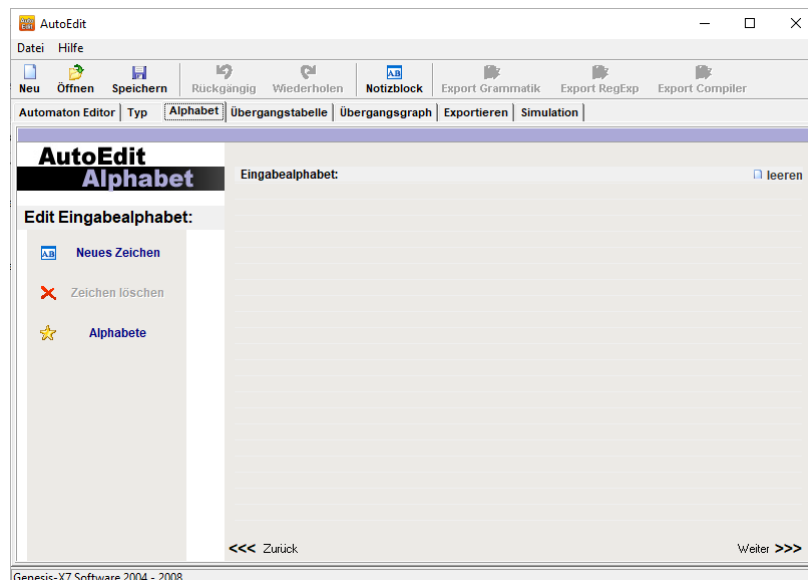 AutoEdit
Datei Hilfe
Neu Öffnen Speichern Rückgängig Wiederholen Notizblock Export Grammatik Export RegExp Export Compiler
Automaton Editor Typ Alphabet Übergangstabelle Übergangsgraph Exportieren Simulation
AutoEdit
Alphabet
Eingabealphabet: leeren
Edit Eingabealphabet:
Neues Zeichen
Zeichen löschen
Alphabete
<<< Zurück Weiter >>>
Genesis-X7 Software 2004 - 2008